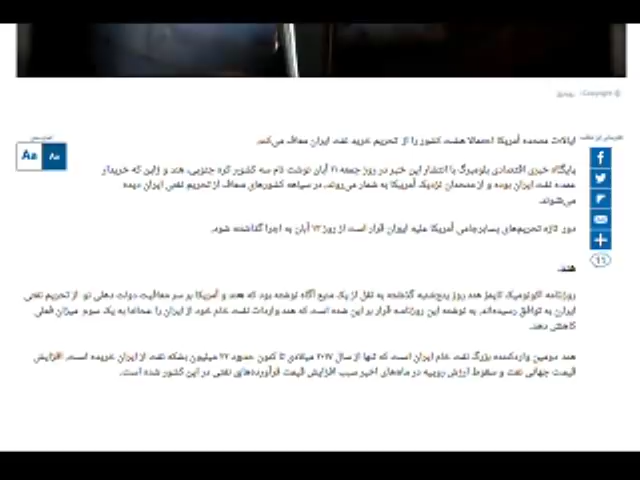 Copyright ©
ایالات متحده آمریکا احتمالا هشت کشور را از تحریم خرید نفت ایران معاف می‌کند.
Aa Aa
پایگاه خبری اقتصادی بلومبرگ با انتشار این خبر در روز جمعه ۱۱ آبان نوشت نام سه کشور کره جنوبی، هند و ژاپن که خریدار
عمده نفت ایران بوده و از متحدان نزدیک آمریکا به شمار می‌روند، در سیاهه کشورهای معاف از تحریم نفتی ایران دیده
می‌شوند.
دور تازه تحریم‌های یسابرجامی آمریکا علیه ایران قرار است از روز ۱۳ آبان به اجرا گذاشته شود.
11
هند
روزنامه اکونومیک تایمز هند روز پنج‌شنبه گذشته به نقل از یک منبع آگاه نوشته بود که هند و آمریکا بر سر معافیت دولت دهلی نو از تحریم نفتی
ایران به توافق رسیده‌اند. به نوشته این روزنامه قرار بر این شده است که هند واردات نفت خام خود از ایران را تا یک سوم میزان فعلی
کاهش دهد.
هند دومین واردکننده بزرگ نفت خام ایران است که تنها از سال ۲۰۱۷ میلادی تا کنون حدود ۲۲ میلیون بشکه نفت از ایران خریده است. افزایش
قیمت جهانی نفت و سقوط ارزش روپیه در ماه‌های اخیر سبب افزایش قیمت فرآورده‌های نفتی در این کشور شده است.